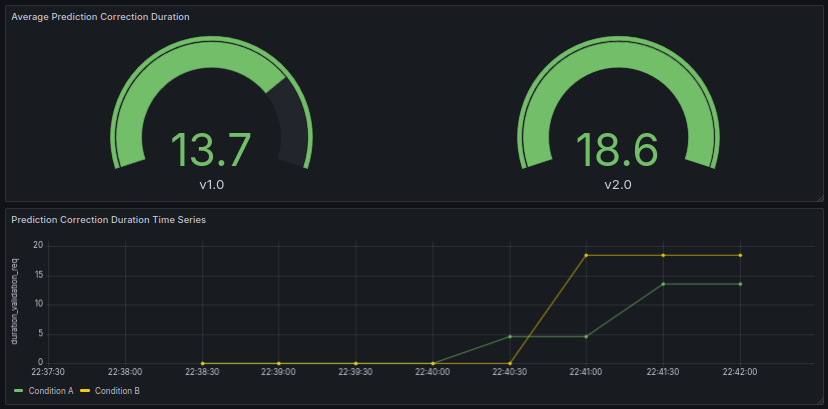 Average Prediction Correction Duration
13.7
v1.0
18.6
v2.0
Prediction Correction Duration Time Series
duration_validation_req
20
15
10
5
0
22:37:30 22:38:00 22:38:30 22:39:00 22:39:30 22:40:00 22:40:30 22:41:00 22:41:30 22:42:00
Condition A Condition B